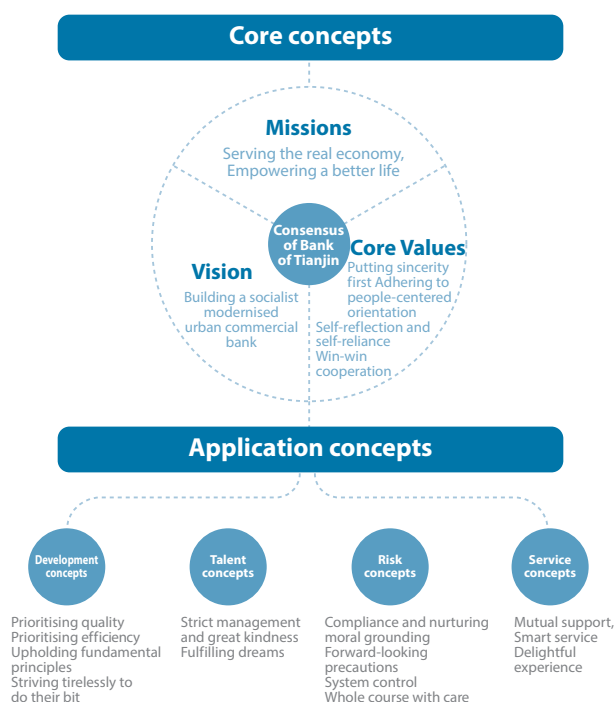 Core concepts
Missions
Serving the real economy,
Empowering a better life
Consensus
of Bank
of Tianjin
Vision
Building a socialist
modernised
urban commercial
bank
Core Values
Putting sincerity
first Adhering to
people-centered
orientation
Self-reflection and
self-reliance
Win-win
cooperation
Application concepts
Development
concepts
Prioritising quality
Prioritising efficiency
Upholding fundamental
principles
Striving tirelessly to
do their bit
Talent
concepts
Strict management
and great kindness
Fulfilling dreams
Risk
concepts
Compliance and nurturing
moral grounding
Forward-looking
precautions
System control
Whole course with care
Service
concepts
Mutual support,
Smart service
Delightful
experience